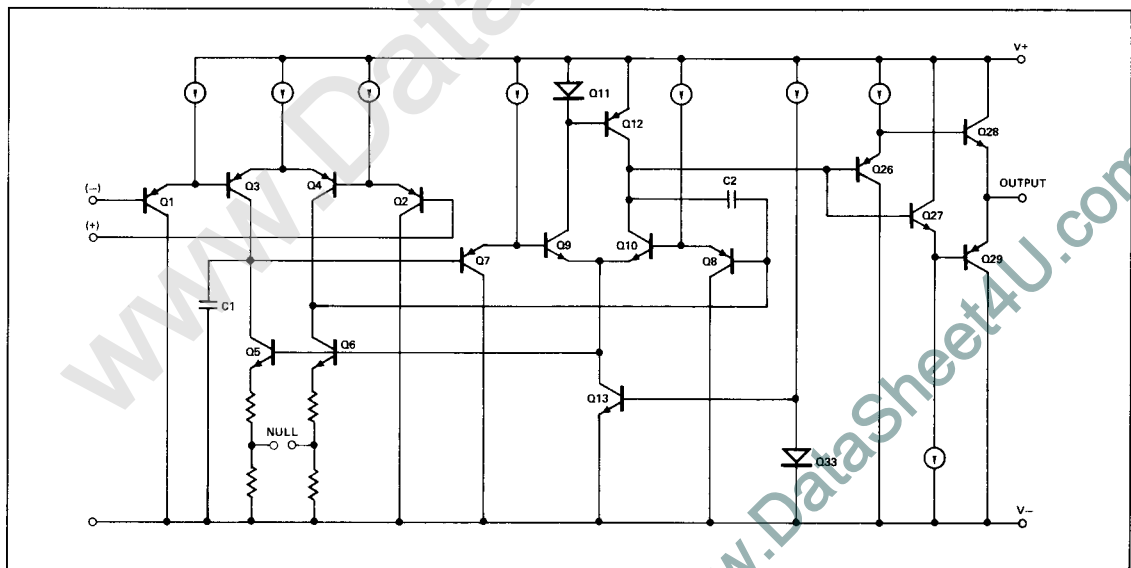 V+
Q11
Q12
Q28
Q3
Q4
Q26
(−)
Q1
Q2
C2
OUTPUT
Q27
(+)
Q9
Q10
Q7
Q8
Q29
C1
Q5
Q6
Q13
NULL
Q33
V−
www.Data
w.DataSheet4U.com